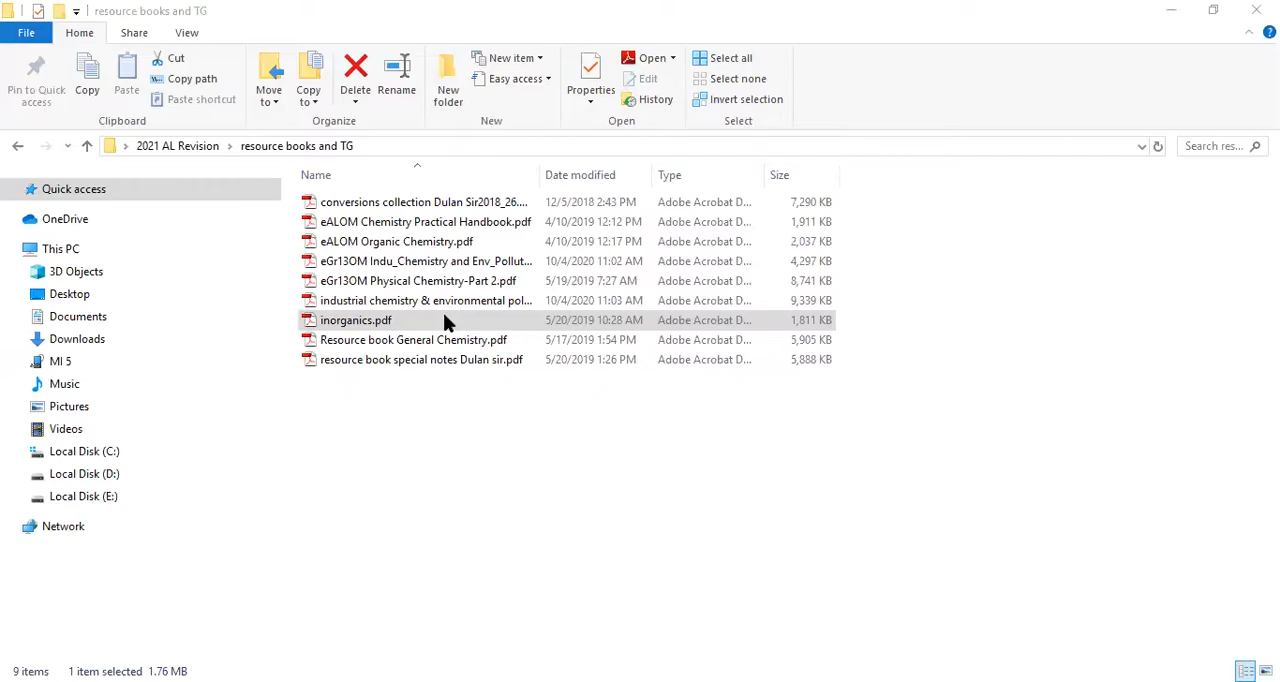 resource books and TG
File Home Share View
Pin to Quick access
Copy
Paste
Cut
Copy path
Paste shortcut
Clipboard
Move to
Copy to
Delete
Rename
Organize
New folder
New item
Easy access
New
Properties
Open
Edit
History
Open
Select all
Select none
Invert selection
Select
2021 AL Revision > resource books and TG
Search res...
Quick access
OneDrive
This PC
3D Objects
Desktop
Documents
Downloads
MI 5
Music
Pictures
Videos
Local Disk (C:)
Local Disk (D:)
Local Disk (E:)
Network
Name Date modified Type Size
conversions collection Dulan Sir2018_26.... 12/5/2018 2:43 PM Adobe Acrobat D... 7,290 KB
eALOM Chemistry Practical Handbook.pdf 4/10/2019 12:12 PM Adobe Acrobat D... 1,911 KB
eALOM Organic Chemistry.pdf 4/10/2019 12:17 PM Adobe Acrobat D... 2,037 KB
eGr13OM Indu_Chemistry and Env_Pollut... 10/4/2020 11:02 AM Adobe Acrobat D... 4,297 KB
eGr13OM Physical Chemistry-Part 2.pdf 5/19/2019 7:27 AM Adobe Acrobat D... 8,741 KB
industrial chemistry & environmental pol... 10/4/2020 11:03 AM Adobe Acrobat D... 9,339 KB
inorganics.pdf 5/20/2019 10:28 AM Adobe Acrobat D... 1,811 KB
Resource book General Chemistry.pdf 5/17/2019 1:54 PM Adobe Acrobat D... 5,905 KB
resource book special notes Dulan sir.pdf 5/20/2019 1:26 PM Adobe Acrobat D... 5,888 KB
9 items 1 item selected 1.76 MB